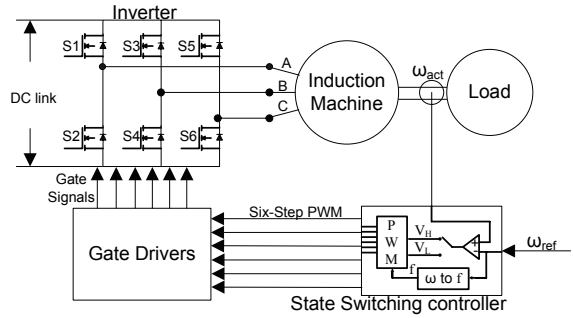 Inverter
S1
S3
S5
DC link
S2
S4
S6
A
B
C
Induction
Machine
ωact
Load
Gate
Signals
Gate Drivers
Six-Step PWM
P
W
M
VH
VL
f
+
-
ω to f
ωref
State Switching controller